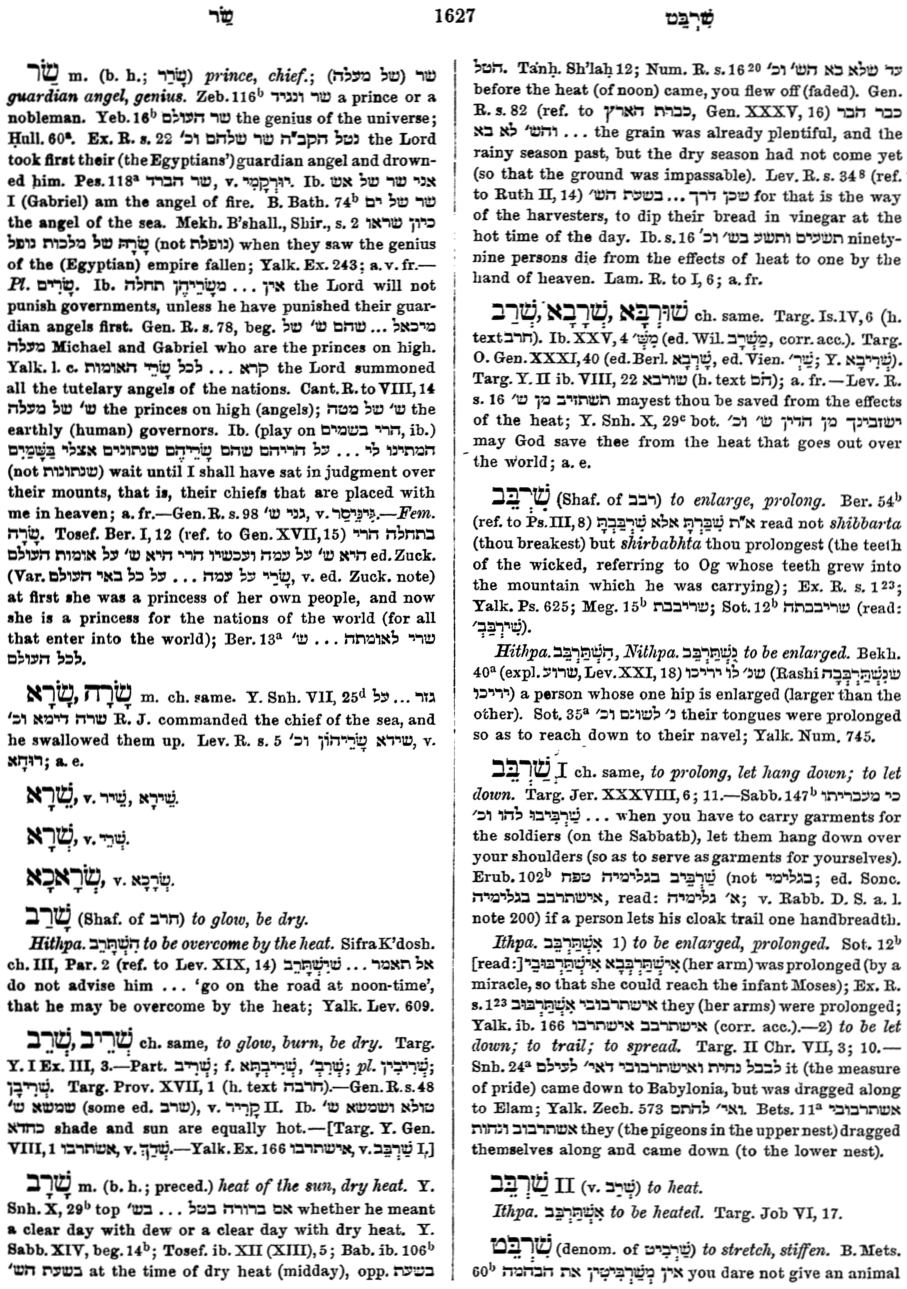 שַׂר
1627
שִׁרְבֵּט
שַׂר m. (b. h.; שָׂרַר) prince, chief.; שר (של מעלה)
guardian angel, genius. Zeb. 116ᵇ שר ונגיד a prince or a
nobleman. Yeb. 16ᵇ שר העולם the genius of the universe;
Ḥull. 60ᵃ. Ex. R. s. 22 נטל הקב״ה שר שלהם וכ׳ the Lord
took first their (the Egyptians') guardian angel and drown-
ed him. Pes. 118ᵃ שר הברד, v. יוּרְקָמִי. Ib. אני שר של אש
I (Gabriel) am the angel of fire. B. Bath. 74ᵇ שר של ים
the angel of the sea. Mekh. B'shall., Shir., s. 2 כיון שראו
שָׂרָהּ של מלכות נופל (not נופלת) when they saw the genius
of the (Egyptian) empire fallen; Yalk. Ex. 243; a. v. fr.—
Pl. שָׂרִים. Ib. אין ... מִשָּׂרֵיהֶן תחלה the Lord will not
punish governments, unless he have punished their guar-
dian angels first. Gen. R. s. 78, beg. מיכאל ... שהם ש׳ של
מעלה Michael and Gabriel who are the princes on high.
Yalk. l. c. קרא ... לכל שָׂרֵי האומות the Lord summoned
all the tutelary angels of the nations. Cant. R. to VIII, 14
ש׳ של מעלה the princes on high (angels); ש׳ של מטה the
earthly (human) governors. Ib. (play on הרי בשמים, ib.)
המתינו לי ... על הריהם שהם שָׂרֵיהֶם שנתונים אצלי בַּשָּׁמַיִם
(not שנתונות) wait until I shall have sat in judgment over
their mounts, that is, their chiefs that are placed with
me in heaven; a. fr.—Gen. R. s. 98 גני ש׳, v. גִּינֵיסַר.—Fem.
שָׂרָה. Tosef. Ber. I, 12 (ref. to Gen. XVII, 15) בתחלה הרי
היא ש׳ על עמה ועכשיו הרי היא ש׳ על אומות העולם ed. Zuck.
(Var. שָׂרַי על עמה ... על כל באי העולם, v. ed. Zuck. note)
at first she was a princess of her own people, and now
she is a princess for the nations of the world (for all
that enter into the world); Ber. 13ᵃ שרי לאומתה ... ש׳
לכל העולם.
שָׂרָה, שָׂרָא m. ch. same. Y. Snh. VII, 25ᵈ גזר ... על
שרה דימא וכ׳ R. J. commanded the chief of the sea, and
he swallowed them up. Lev. R. s. 5 שידא שָׂרֵיהוֹן וכ׳, v.
רוּחָא; a. e.
שֵׁרָא, v. שֵׁירָא, שֵׁיר.
שְׁרָא, v. שְׁרֵי.
שְׂרָאכָא, v. שְׂרָכָא.
שָׁרַב (Shaf. of חרב) to glow, be dry.
Hithpa. הִשְׁתָּרֵב to be overcome by the heat. Sifra K'dosh.
ch. III, Par. 2 (ref. to Lev. XIX, 14) אל תאמר ... שֶׁיִּשְׁתָּרֵב
do not advise him ... 'go on the road at noon-time',
that he may be overcome by the heat; Yalk. Lev. 609.
שְׁרֵיב, שְׁרֵב ch. same, to glow, burn, be dry. Targ.
Y. I Ex. III, 3.—Part. שָׁרֵיב; f. שָׁרְבָ׳, שָׁרֵיבְתָּא; pl. שָׁרֵיבִין;
שָׁרִיבָן. Targ. Prov. XVII, 1 (h. text חרבה).—Gen. R. s. 48
שמשא ש׳ (some ed. שרב), v. קָרִיר II. Ib. טולא ושמשא ש׳
כחדא shade and sun are equally hot.—[Targ. Y. Gen.
VIII, 1 אשתרבו, v. שְׁדַךְ.—Yalk. Ex. 166 אישתרבו, v. שַׁרְבֵּב I.]
שָׁרָב m. (b. h.; preced.) heat of the sun, dry heat. Y.
Snh. X, 29ᵇ top אם ברורה בטל ... בש׳ whether he meant
a clear day with dew or a clear day with dry heat. Y.
Sabb. XIV, beg. 14ᵇ; Tosef. ib. XII (XIII), 5; Bab. ib. 106ᵇ
בשעת הש׳ at the time of dry heat (midday), opp. בשעת
הטל. Tanḥ. Sh'laḥ 12; Num. R. s. 16²⁰ עד שלא בא הש׳ וכ׳
before the heat (of noon) came, you flew off (faded). Gen.
R. s. 82 (ref. to כברת הארץ, Gen. XXXV, 16) כבר הבר
והש׳ לא בא ... the grain was already plentiful, and the
rainy season past, but the dry season had not come yet
(so that the ground was impassable). Lev. R. s. 34⁸ (ref.
to Ruth II, 14) שכן דרך ... בשעת הש׳ for that is the way
of the harvesters, to dip their bread in vinegar at the
hot time of the day. Ib. s. 16 תשעים ותשע בש׳ וכ׳ ninety-
nine persons die from the effects of heat to one by the
hand of heaven. Lam. R. to I, 6; a. fr.
שְׁרַב, שְׁרָבָא, שׁוּרְבָּא ch. same. Targ. Is. IV, 6 (h.
text חרב). Ib. XXV, 4 מִשּׁ׳ (ed. Wil. מִשְּׁרָב, corr. acc.). Targ.
O. Gen. XXXI, 40 (ed. Berl. שָׁרְבָא, ed. Vien. שַׁרְ׳; Y. שְׁרִיבָא).
Targ. Y. II ib. VIII, 22 שורבא (h. text חֹם); a. fr.—Lev. R.
s. 16 תשתזיב מן ש׳ mayest thou be saved from the effects
of the heat; Y. Snh. X, 29ᶜ bot. ישזבינך מן הדין ש׳ וכ׳
may God save thee from the heat that goes out over
the world; a. e.
שִׁרְבֵּב (Shaf. of רבב) to enlarge, prolong. Ber. 54ᵇ
(ref. to Ps. III, 8) א״ת שִׁבַּרְתָּ אלא שִׁרְבַּבְתָּ read not shibbarta
(thou breakest) but shirbabhta thou prolongest (the teeth
of the wicked, referring to Og whose teeth grew into
the mountain which he was carrying); Ex. R. s. 1²³;
Yalk. Ps. 625; Meg. 15ᵇ שריבבת; Sot. 12ᵇ שריבבתה (read:
שִׁירְבַּבְ׳).
Hithpa. הִשְׁתַּרְבֵּב, Nithpa. נִשְׁתַּרְבֵּב to be enlarged. Bekh.
40ᵃ (expl. שרוע, Lev. XXI, 18) שנ׳ לו יריכו (Rashi שנִשְׁתַּרְבְּבָה
יריכו) a person whose one hip is enlarged (larger than the
other). Sot. 35ᵃ נ׳ לשונם וכ׳ their tongues were prolonged
so as to reach down to their navel; Yalk. Num. 745.
שַׁרְבֵּב I ch. same, to prolong, let hang down; to let
down. Targ. Jer. XXXVIII, 6; 11.—Sabb. 147ᵇ כי מעבריתו
שַׁרְבִּיבוּ להו וכ׳ ... when you have to carry garments for
the soldiers (on the Sabbath), let them hang down over
your shoulders (so as to serve as garments for yourselves).
Erub. 102ᵇ שַׁרְבֵּיב בגלימיה טפח (not בגלימי; ed. Sonc.
אישתרבב בגלימיה, read: א׳ גלימיה; v. Rabb. D. S. a. l.
note 200) if a person lets his cloak trail one handbreadth.
Ithpa. אִשְׁתַּרְבֵּב 1) to be enlarged, prolonged. Sot. 12ᵇ
[read:] אִישְׁתַּרְבְּבָא אִישְׁתַּרְבּוּבֵי (her arm) was prolonged (by a
miracle, so that she could reach the infant Moses); Ex. R.
s. 1²³ אישתרבובי אִשְׁתַּרְבּוּב they (her arms) were prolonged;
Yalk. ib. 166 אישתרבב אישתרבו (corr. acc.).—2) to be let
down; to trail; to spread. Targ. II Chr. VII, 3; 10.—
Snh. 24ᵃ לבבל נחית ואישתרבובי דאי׳ לעילם it (the measure
of pride) came down to Babylonia, but was dragged along
to Elam; Yalk. Zech. 573 ואי׳ להתם. Bets. 11ᵃ אשתרבובי
אשתרבוב ונחות they (the pigeons in the upper nest) dragged
themselves along and came down (to the lower nest).
שַׁרְבֵּב II (v. שְׁרֵב) to heat.
Ithpa. אִשְׁתַּרְבֵּב to be heated. Targ. Job VI, 17.
שִׁרְבֵּט (denom. of שַׁרְבִיט) to stretch, stiffen. B. Mets.
60ᵇ אין מְשַׁרְבְּטִין את הבהמה you dare not give an animal